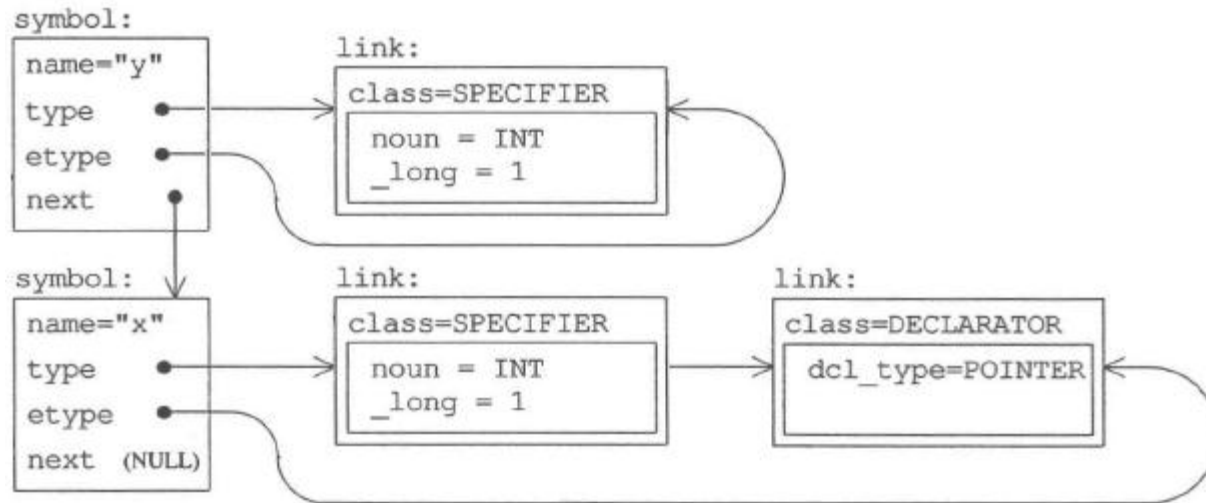 symbol:
name="y"
type
etype
next
link:
class=SPECIFIER
noun = INT
_long = 1
symbol:
name="x"
type
etype
next (NULL)
link:
class=SPECIFIER
noun = INT
_long = 1
link:
class=DECLARATOR
dcl_type=POINTER